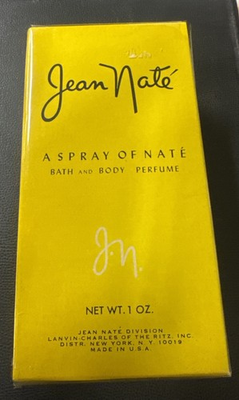 Jean Naté
A SPRAY OF NATÉ
BATH AND BODY PERFUME
J.N.
NET WT. 1 OZ.
JEAN NATE DIVISION
LANVIN-CHARLES OF THE RITZ, INC.
DISTR. NEW YORK, N.Y. 10019
MADE IN U.S.A.